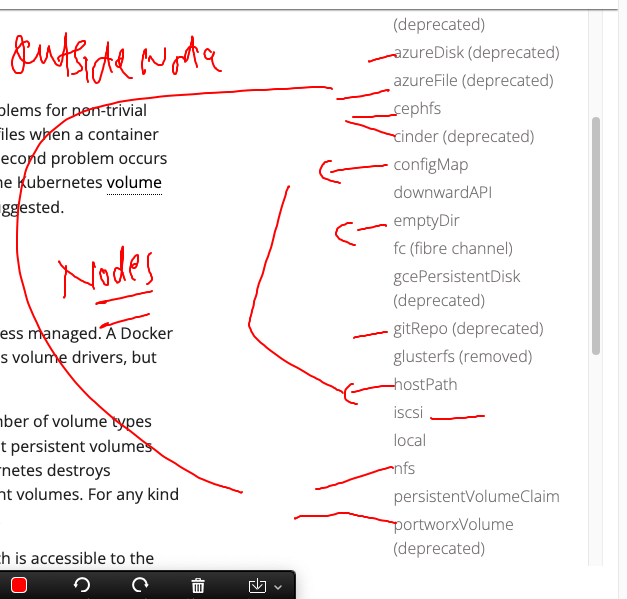 outside Node
blems for non-trivial
files when a container
econd problem occurs
ne Kubernetes volume
ggested.
Nodes
ess managed. A Docker
s volume drivers, but
nber of volume types
t persistent volumes
rnetes destroys
nt volumes. For any kind
ch is accessible to the
(deprecated)
azureDisk (deprecated)
azureFile (deprecated)
cephfs
cinder (deprecated)
configMap
downwardAPI
emptyDir
fc (fibre channel)
gcePersistentDisk
(deprecated)
gitRepo (deprecated)
glusterfs (removed)
hostPath
iscsi
local
nfs
persistentVolumeClaim
portworxVolume
(deprecated)